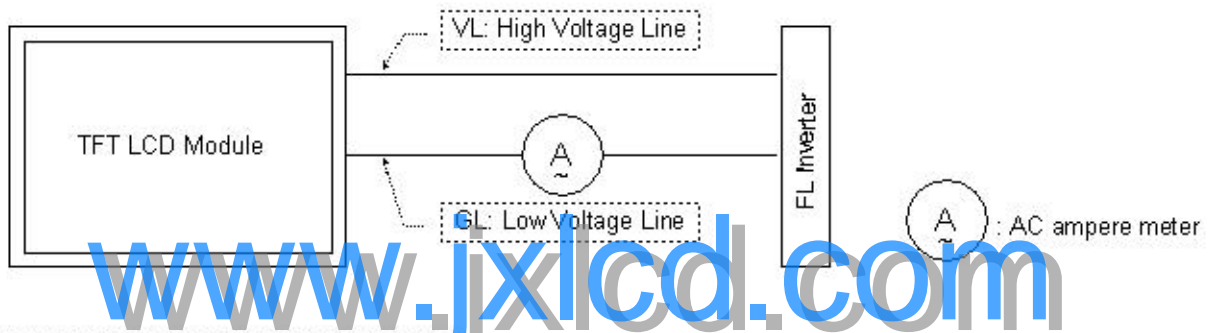 VL: High Voltage Line
TFT LCD Module
A
~
FL Inverter
GL: Low Voltage Line
A
~
: AC ampere meter
www.jxlcd.com